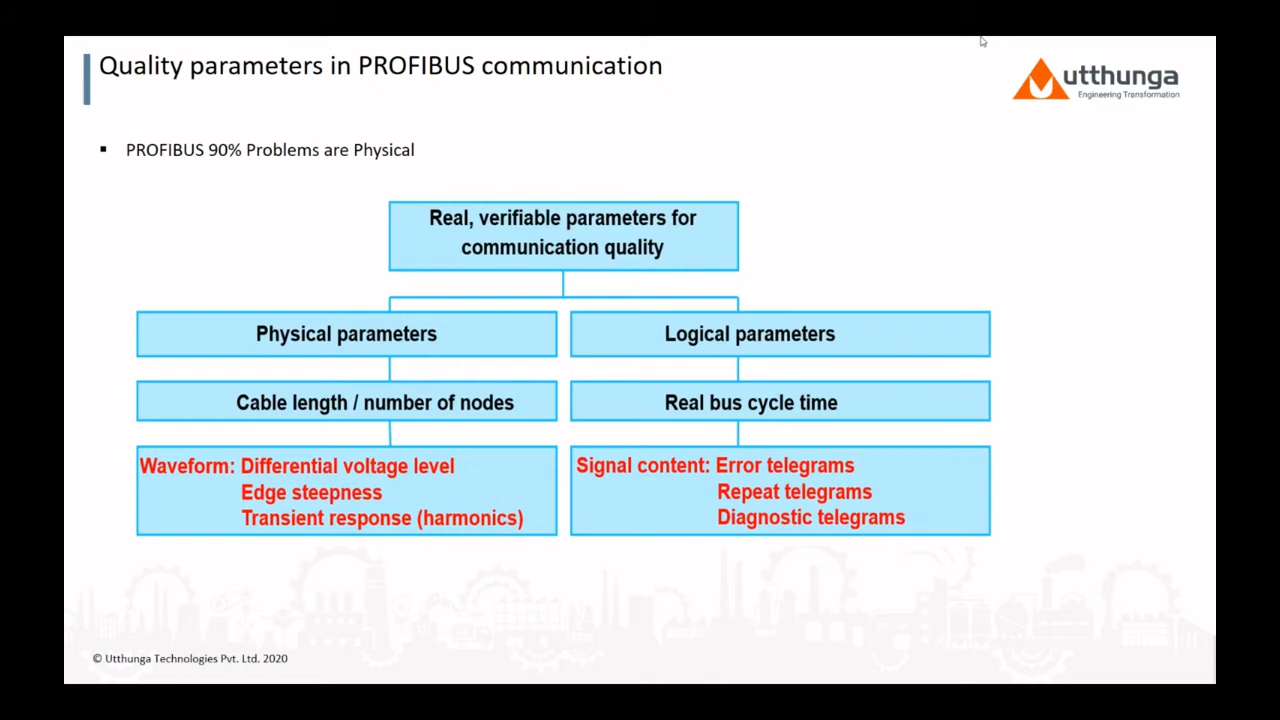 Quality parameters in PROFIBUS communication
utthunga
Engineering Transformation
▪ PROFIBUS 90% Problems are Physical
Real, verifiable parameters for
communication quality
Physical parameters
Logical parameters
Cable length / number of nodes
Real bus cycle time
Waveform: Differential voltage level
Edge steepness
Transient response (harmonics)
Signal content: Error telegrams
Repeat telegrams
Diagnostic telegrams
© Utthunga Technologies Pvt. Ltd. 2020